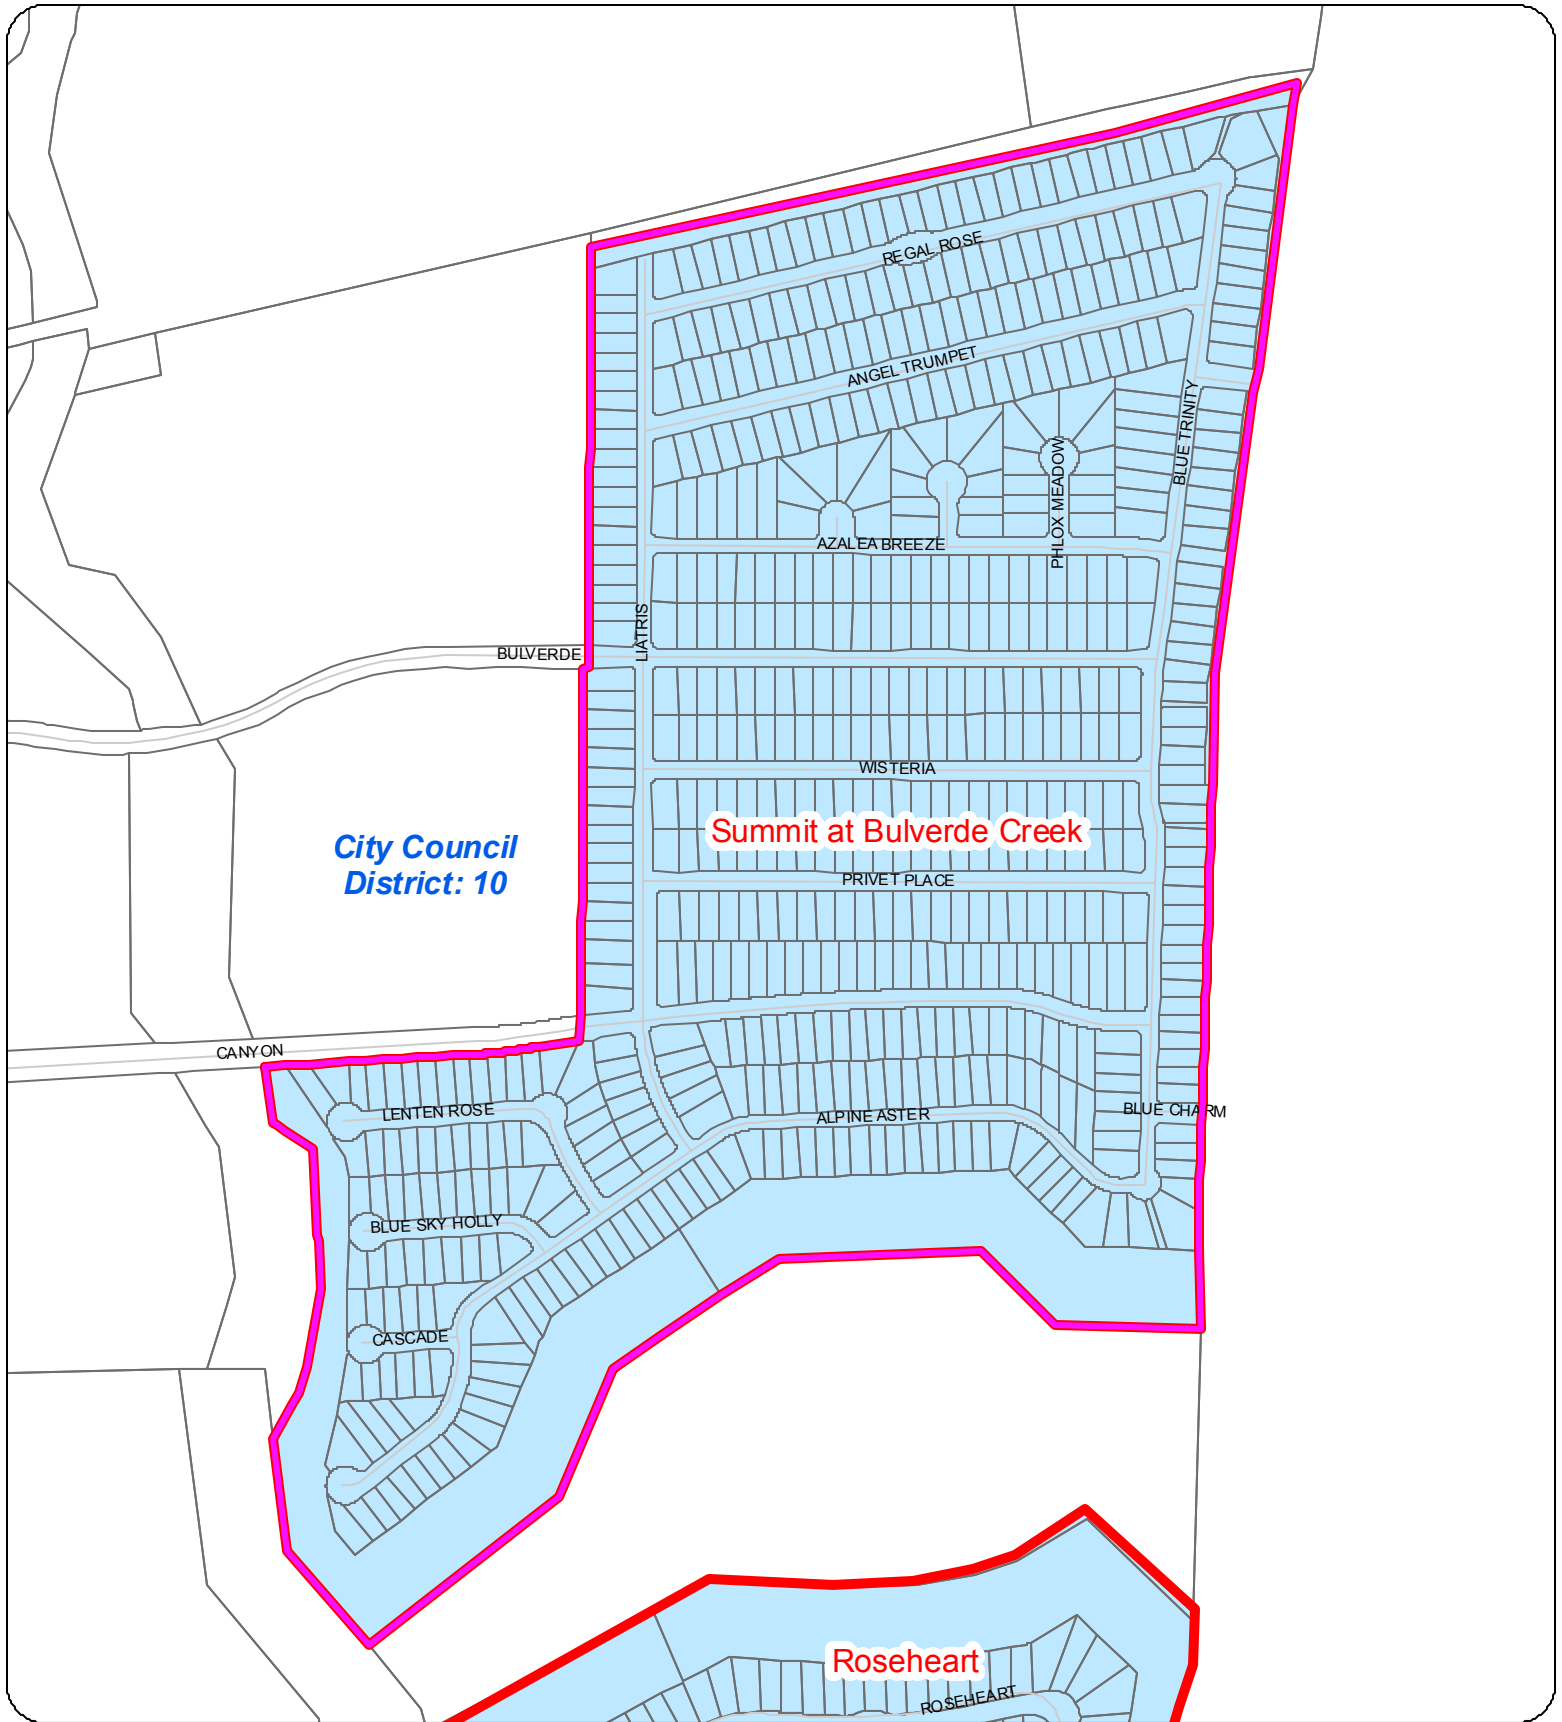 REGAL ROSE
ANGEL TRUMPET
BLUE TRINITY
PHLOX MEADOW
AZALEA BREEZE
LIATRIS
BULVERDE
WISTERIA
Summit at Bulverde Creek
City Council
District: 10
PRIVET PLACE
CANYON
LENTEN ROSE
ALPINE ASTER
BLUE CHARM
BLUE SKY HOLLY
CASCADE
Roseheart
ROSEHEART